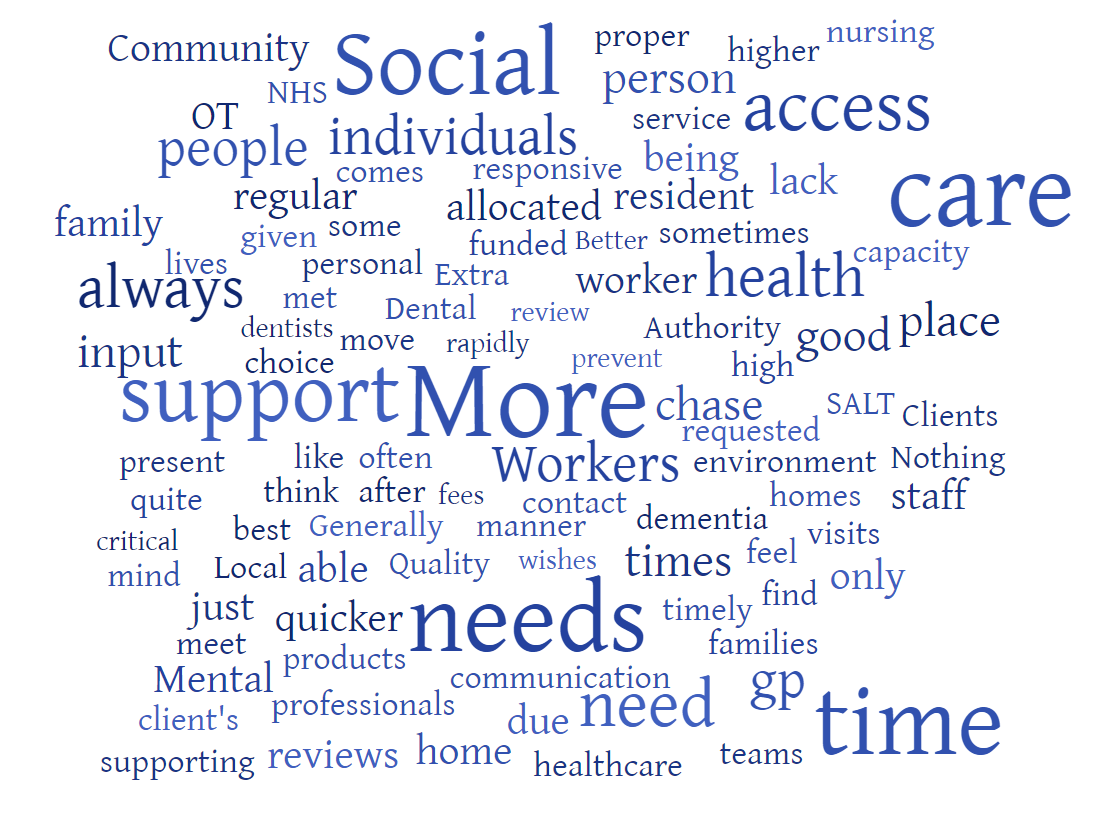 Community Social proper higher nursing
NHS person
OT access
people individuals service being
comes responsive lack care
regular allocated resident
family given some funded Better sometimes
lives personal Extra worker health capacity
always met Dental review
dentists move rapidly Authority good place
input choice prevent high
support More chase SALT Clients
requested
present like often Workers environment Nothing
quite think after fees contact homes staff
critical best Generally manner dementia visits
mind Local able Quality wishes times feel only
just quicker needs timely find
meet families
Mental products communication gp
client's professionals due need time
supporting reviews home healthcare teams